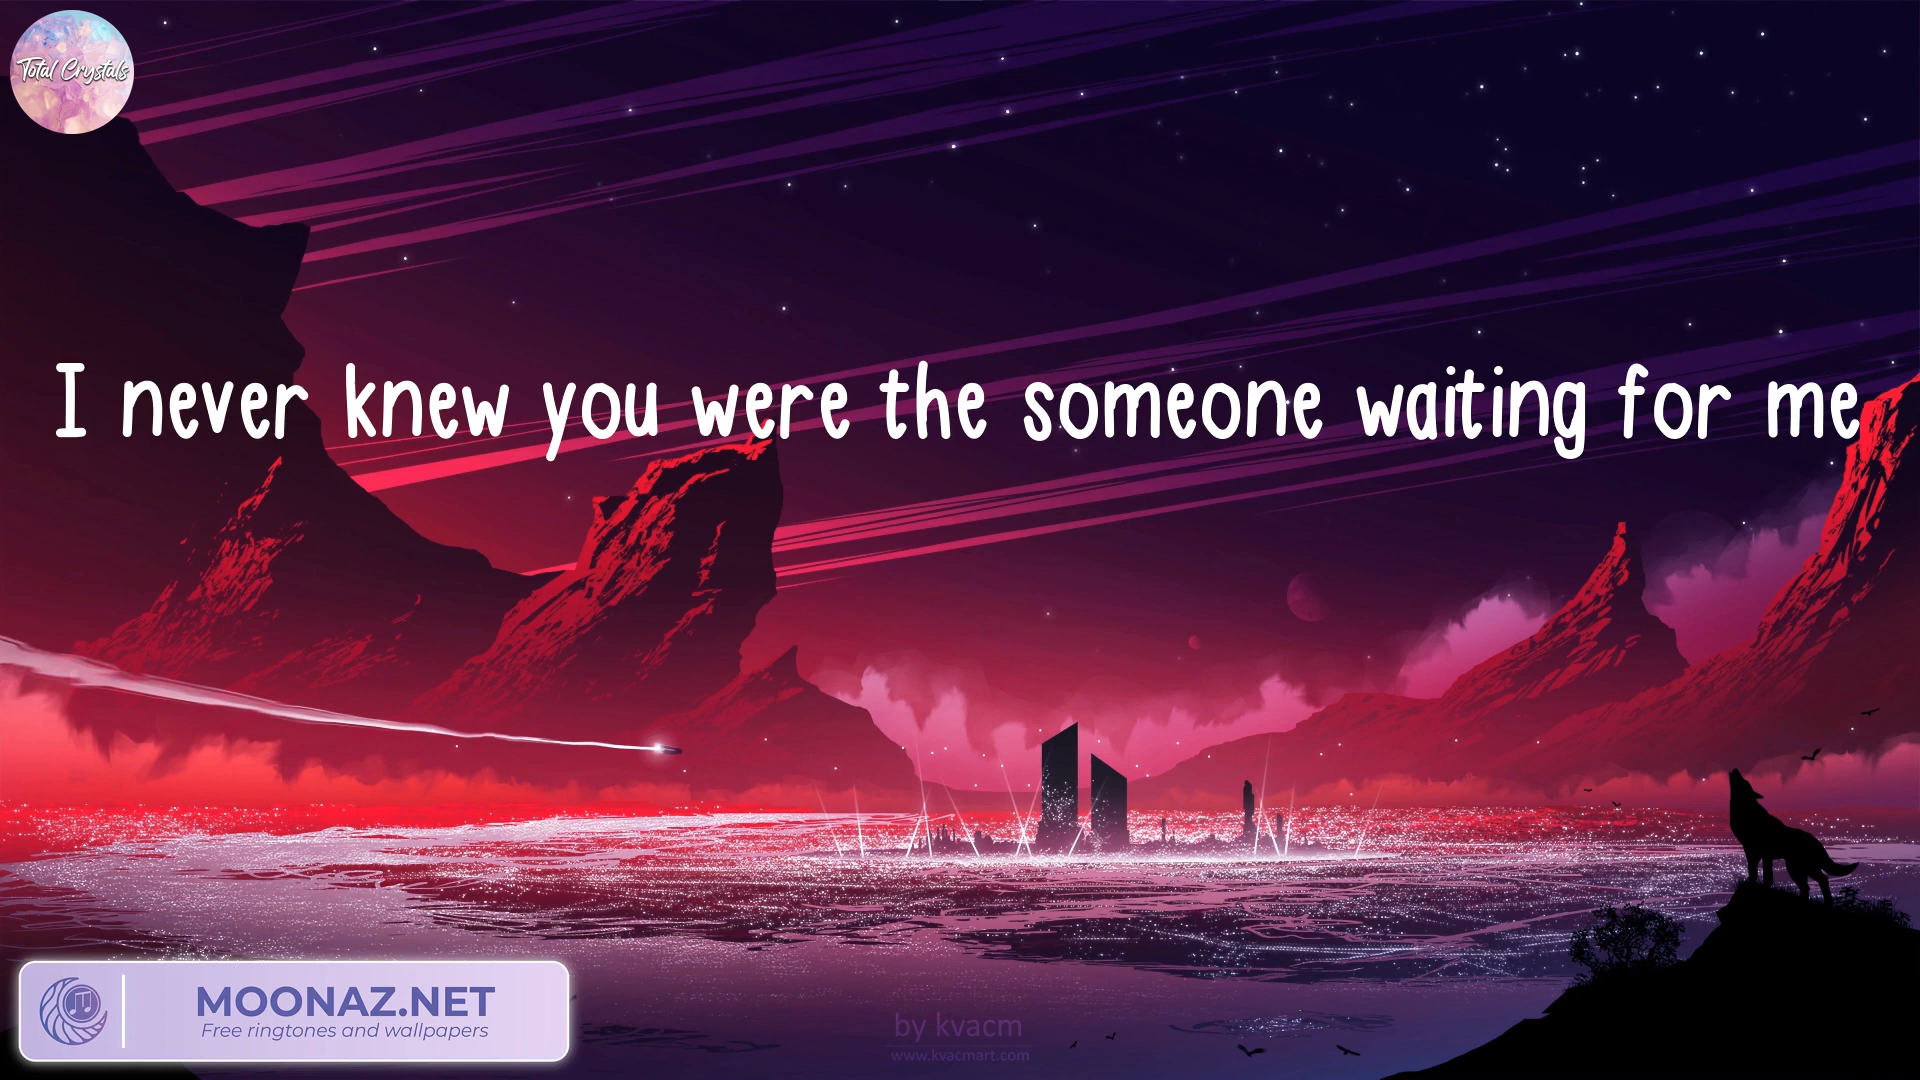 Total Crystals
I never knew you were the someone waiting for me
MOONAZ.NET
Free ringtones and wallpapers
by kvacm
www.kvacmart.com